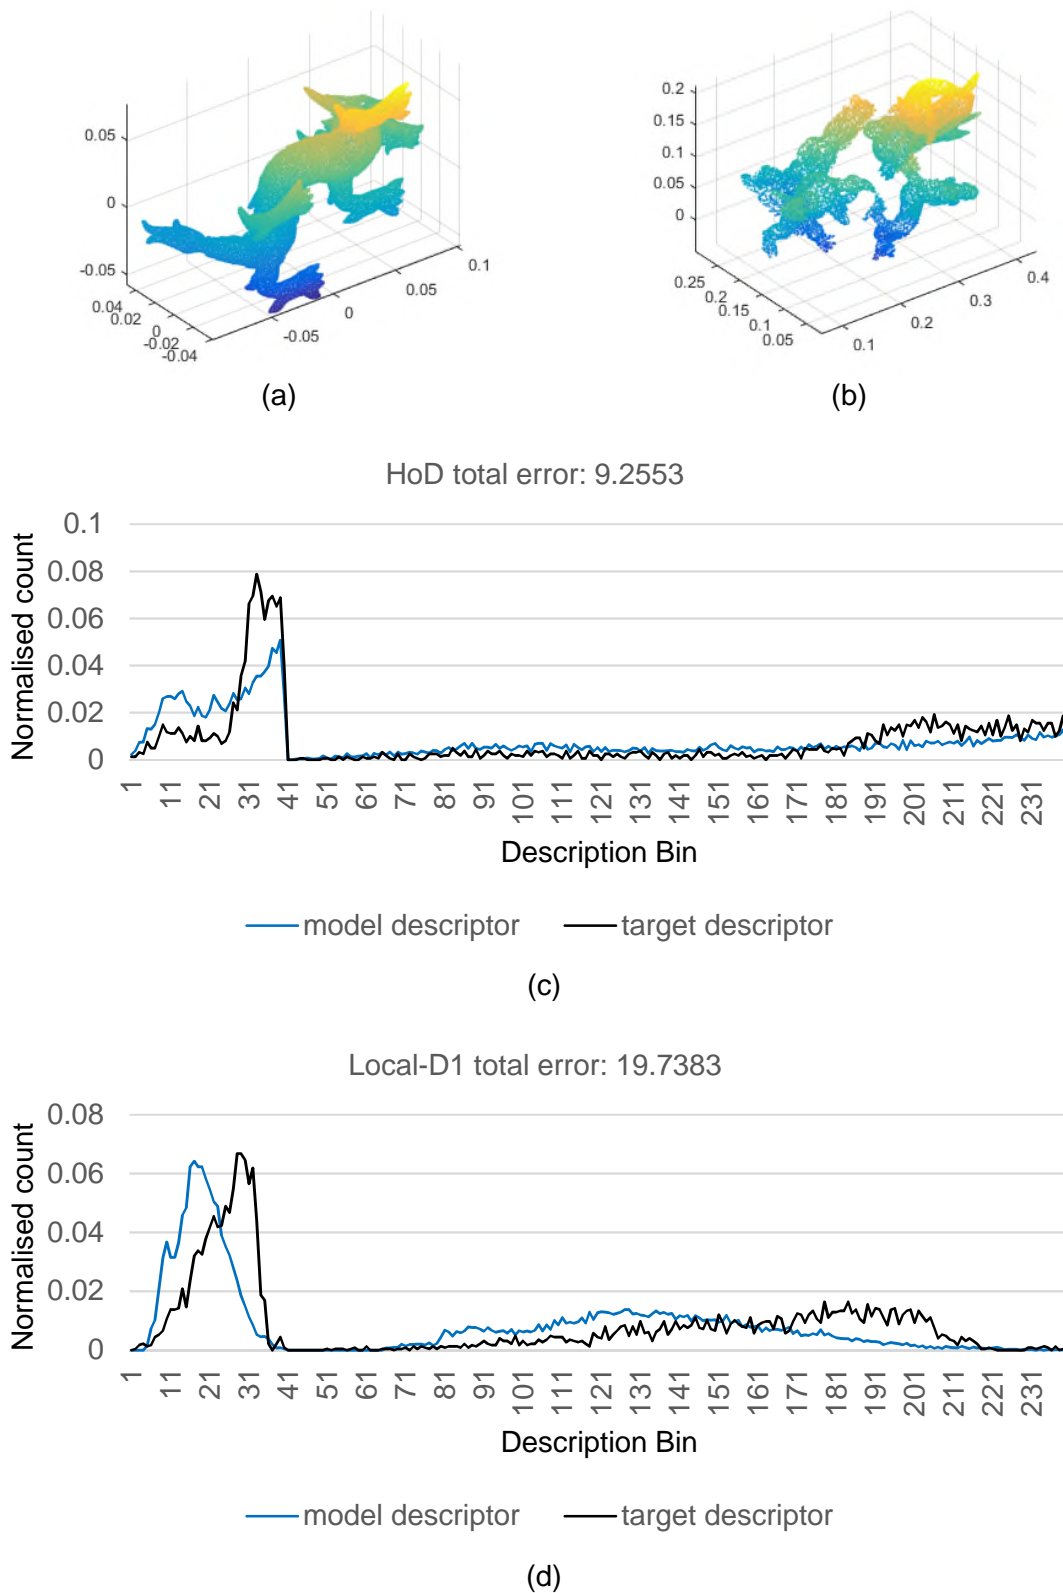 0.05
0
-0.05
0.04
0.02
0
-0.02
-0.04
-0.05
0
0.05
0.1
(a)
0.2
0.15
0.1
0.05
0
0.25
0.2
0.15
0.1
0.05
0.1
0.2
0.3
0.4
(b)
HoD total error: 9.2553
Normalised count
0.1
0.08
0.06
0.04
0.02
0
1 11 21 31 41 51 61 71 81 91 101 111 121 131 141 151 161 171 181 191 201 211 221 231
Description Bin
model descriptor target descriptor
(c)
Local-D1 total error: 19.7383
Normalised count
0.08
0.06
0.04
0.02
0
1 11 21 31 41 51 61 71 81 91 101 111 121 131 141 151 161 171 181 191 201 211 221 231
Description Bin
model descriptor target descriptor
(d)